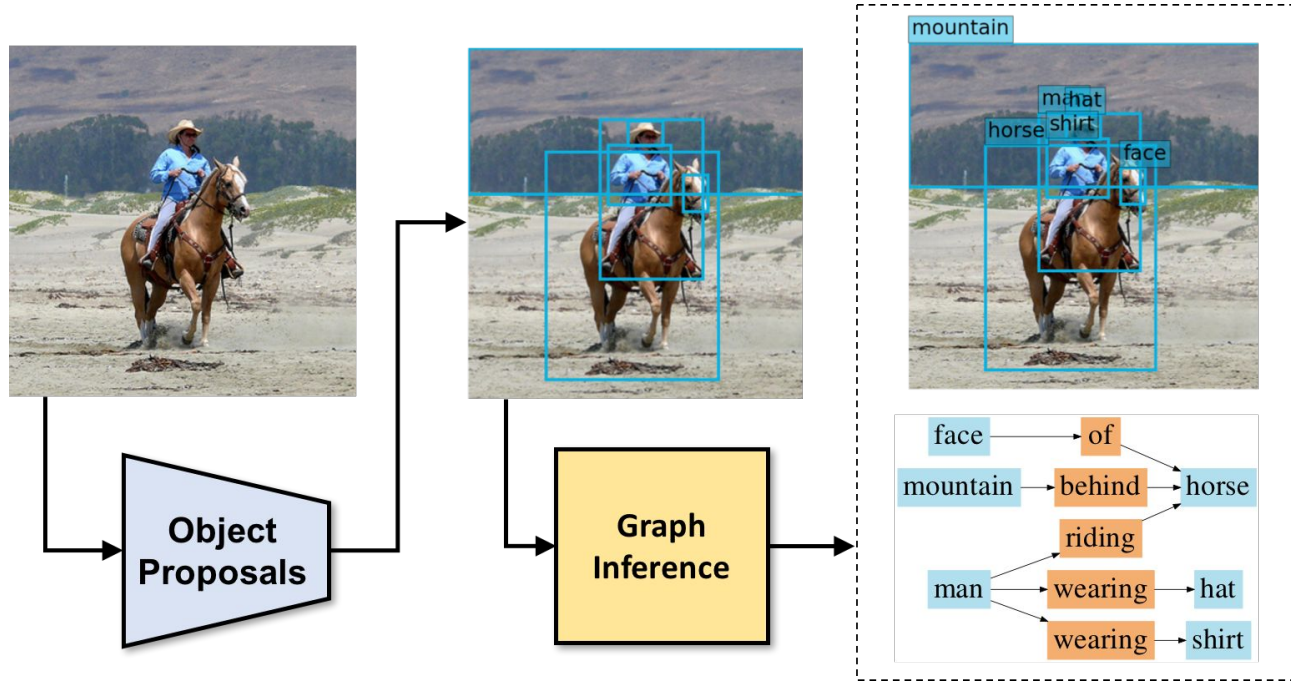 mountain
man
hat
shirt
horse
face
Object
Proposals
Graph
Inference
face
of
mountain
behind
horse
riding
man
wearing
hat
wearing
shirt